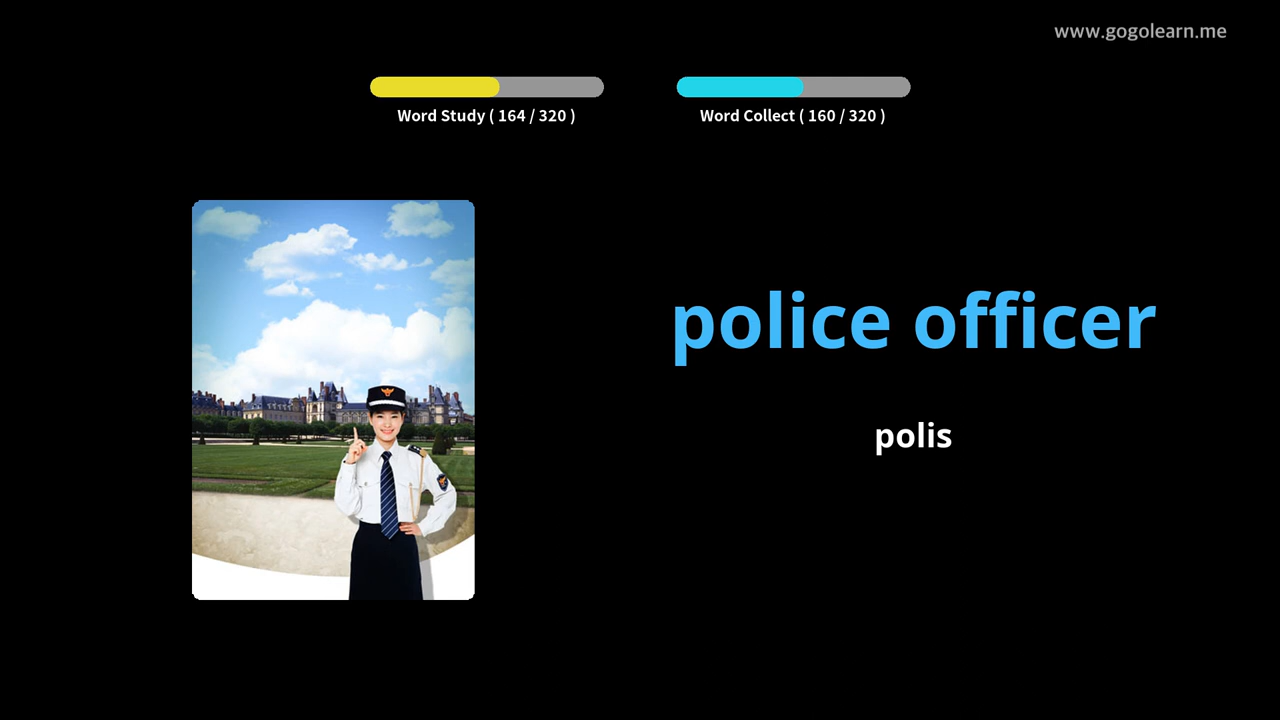 www.gogolearn.me
Word Study ( 164 / 320 )
Word Collect ( 160 / 320 )
police officer
polis